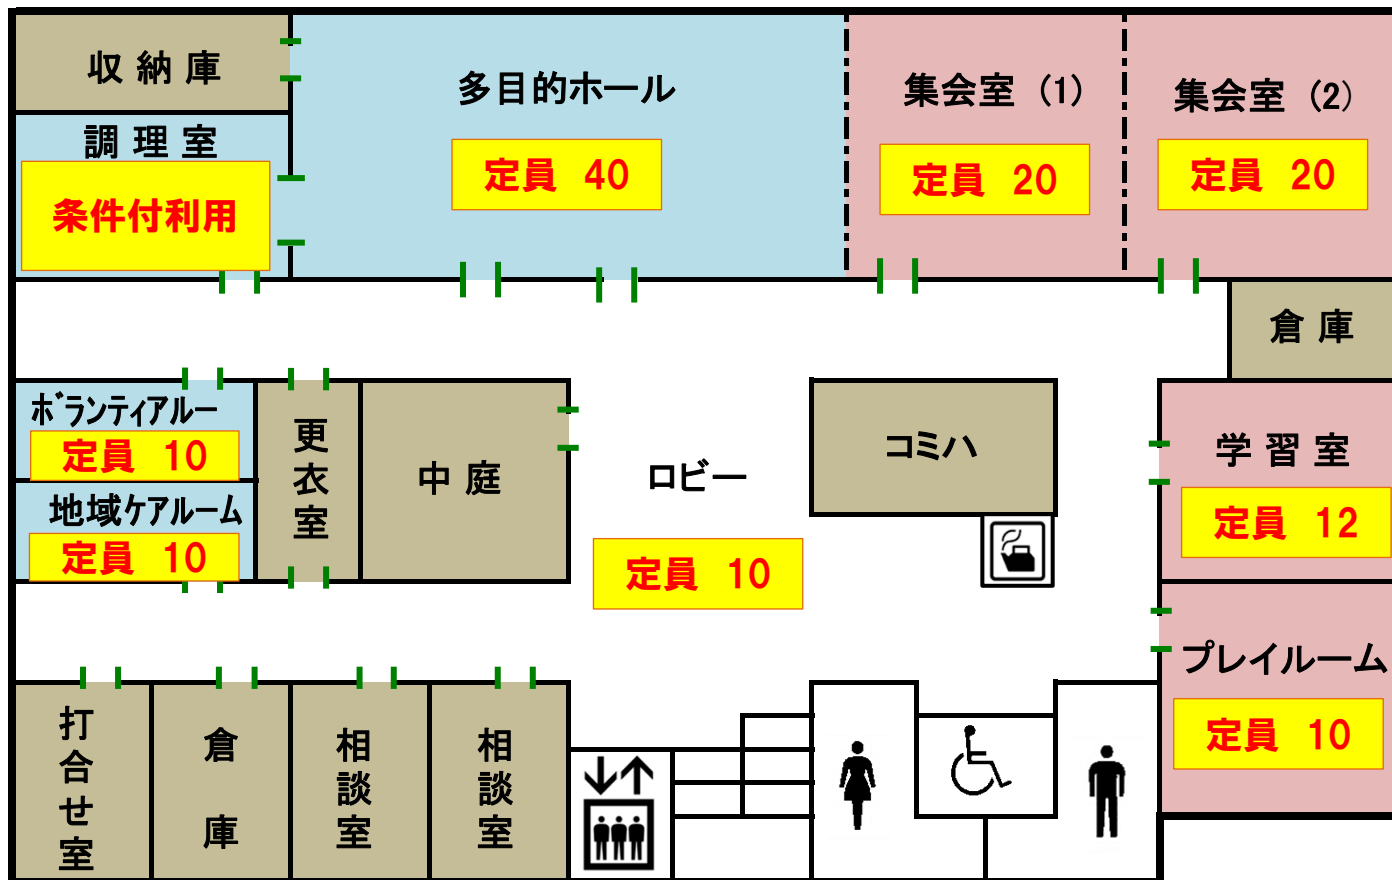 収納庫
多目的ホール
定員 40
集会室 (1)
定員 20
集会室 (2)
定員 20
調理室
条件付利用
倉庫
ボランティアルー
定員 10
地域ケアルーム
定員 10
更衣室
中庭
ロビー
定員 10
コミハ
学習室
定員 12
プレイルーム
定員 10
打合せ室
倉庫
相談室
相談室